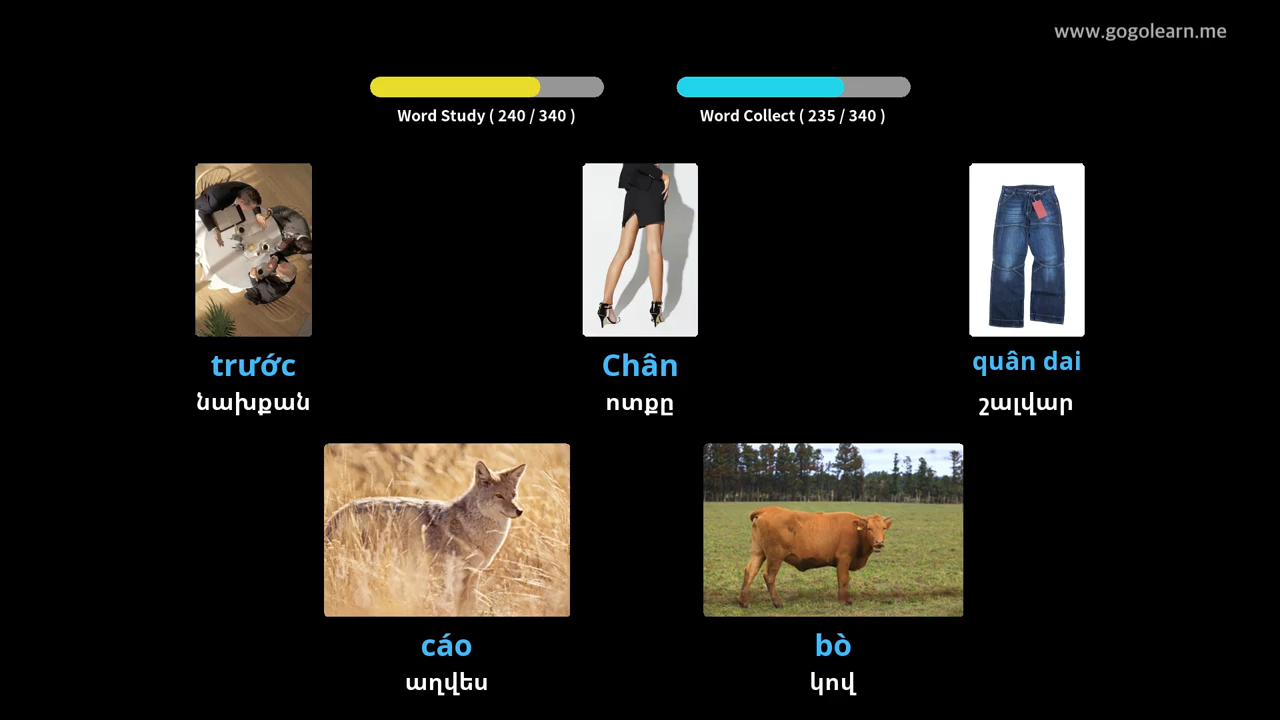 www.gogolearn.me
Word Study ( 240 / 340 )
Word Collect ( 235 / 340 )
trước
նախքան
Chân
ոտքը
quân dai
շալվար
cáo
աղվես
bò
կով